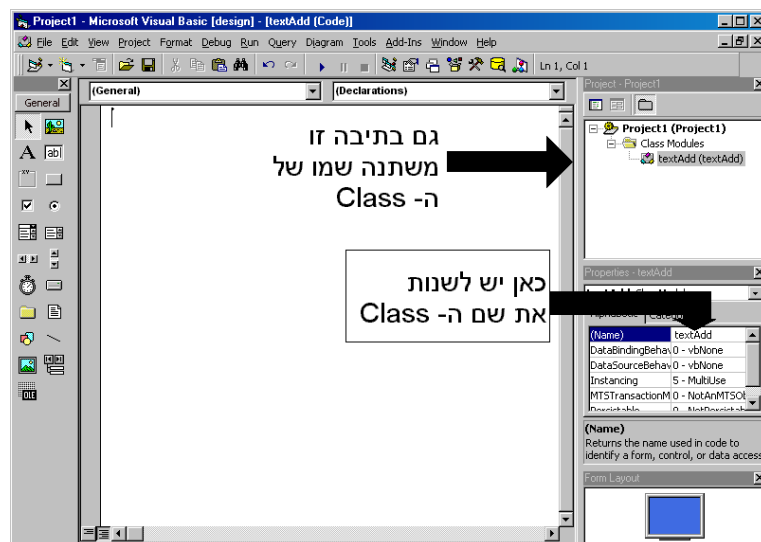 Project1 - Microsoft Visual Basic [design] - [textAdd (Code)]
File Edit View Project Format Debug Run Query Diagram Tools Add-Ins Window Help
Ln 1, Col 1
General
(General)
(Declarations)
גם בתיבה זו
משתנה שמו של
ה- Class
כאן יש לשנות
את שם ה- Class
Project - Project1
Project1 (Project1)
Class Modules
textAdd (textAdd)
Properties - textAdd
(Name) textAdd
DataBindingBehav 0 - vbNone
DataSourceBehav 0 - vbNone
Instancing 5 - MultiUse
MTSTransactionM 0 - NotAnMTSOb
(Name)
Returns the name used in code to
identify a form, control, or data access
Form Layout